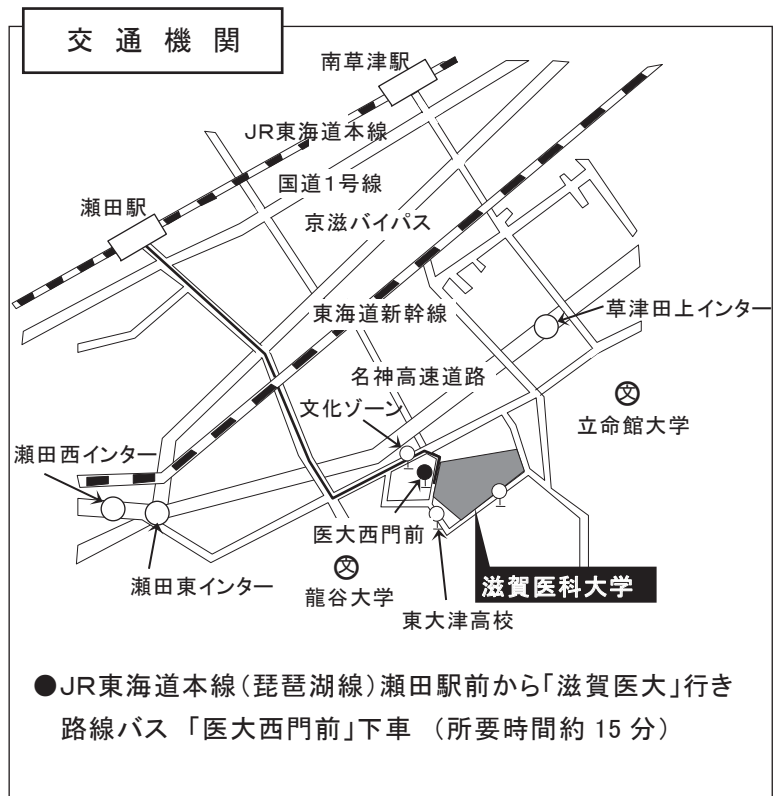 交通機関
南草津駅
JR東海道本線
国道1号線
瀬田駅
京滋バイパス
東海道新幹線
草津田上インター
名神高速道路
文化ゾーン
文
立命館大学
瀬田西インター
医大西門前
文
瀬田東インター
龍谷大学
滋賀医科大学
東大津高校
●JR東海道本線(琵琶湖線)瀬田駅前から「滋賀医大」行き
路線バス 「医大西門前」下車 (所要時間約 15 分)